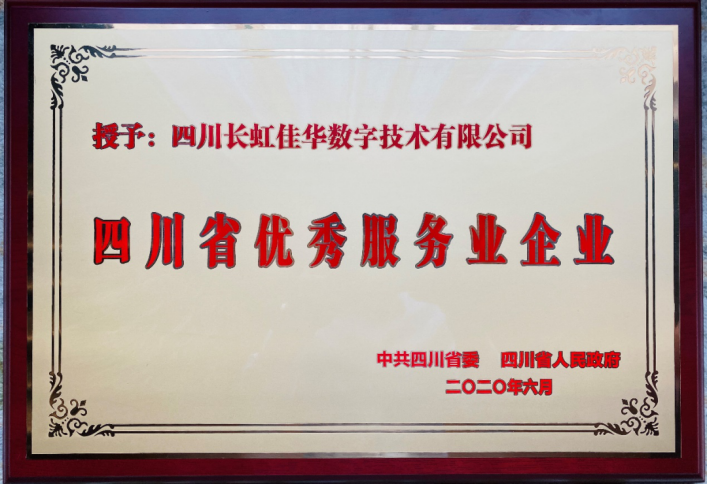 授予：四川长虹佳华数字技术有限公司
四川省优秀服务业企业
中共四川省委 四川省人民政府
二〇二〇年六月